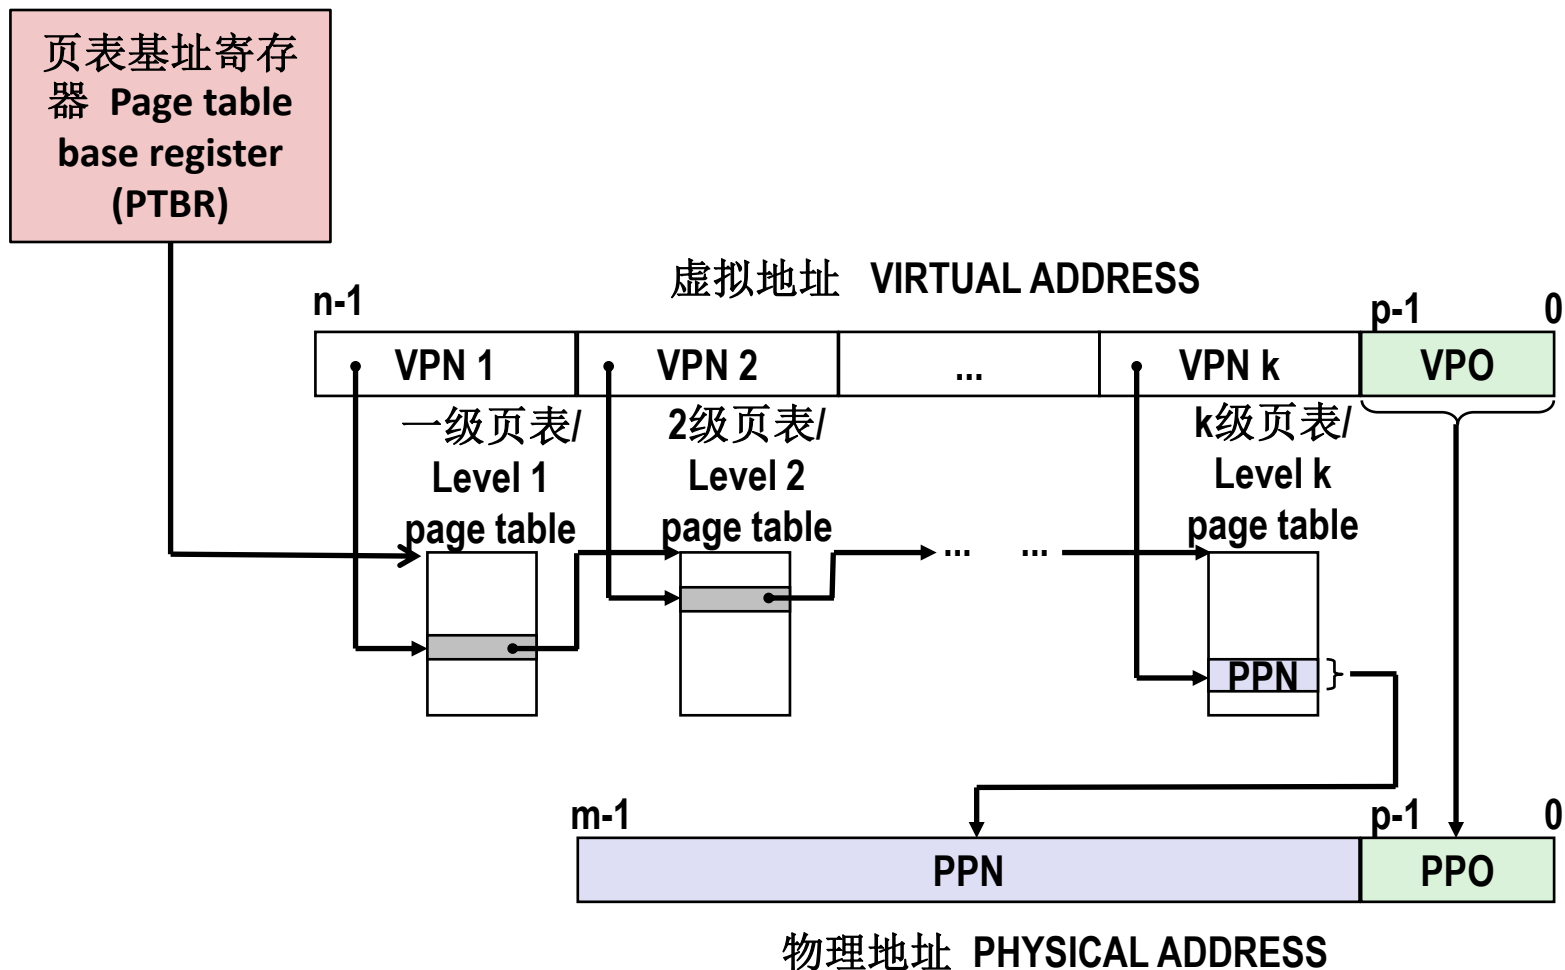 页表基址寄存
器 Page table
base register
(PTBR)
虚拟地址 VIRTUAL ADDRESS
n-1
p-1
0
VPN 1
VPN 2
...
VPN k
VPO
一级页表/
Level 1
page table
2级页表/
Level 2
page table
k级页表/
Level k
page table
... ...
PPN
m-1
p-1
0
PPN
PPO
物理地址 PHYSICAL ADDRESS